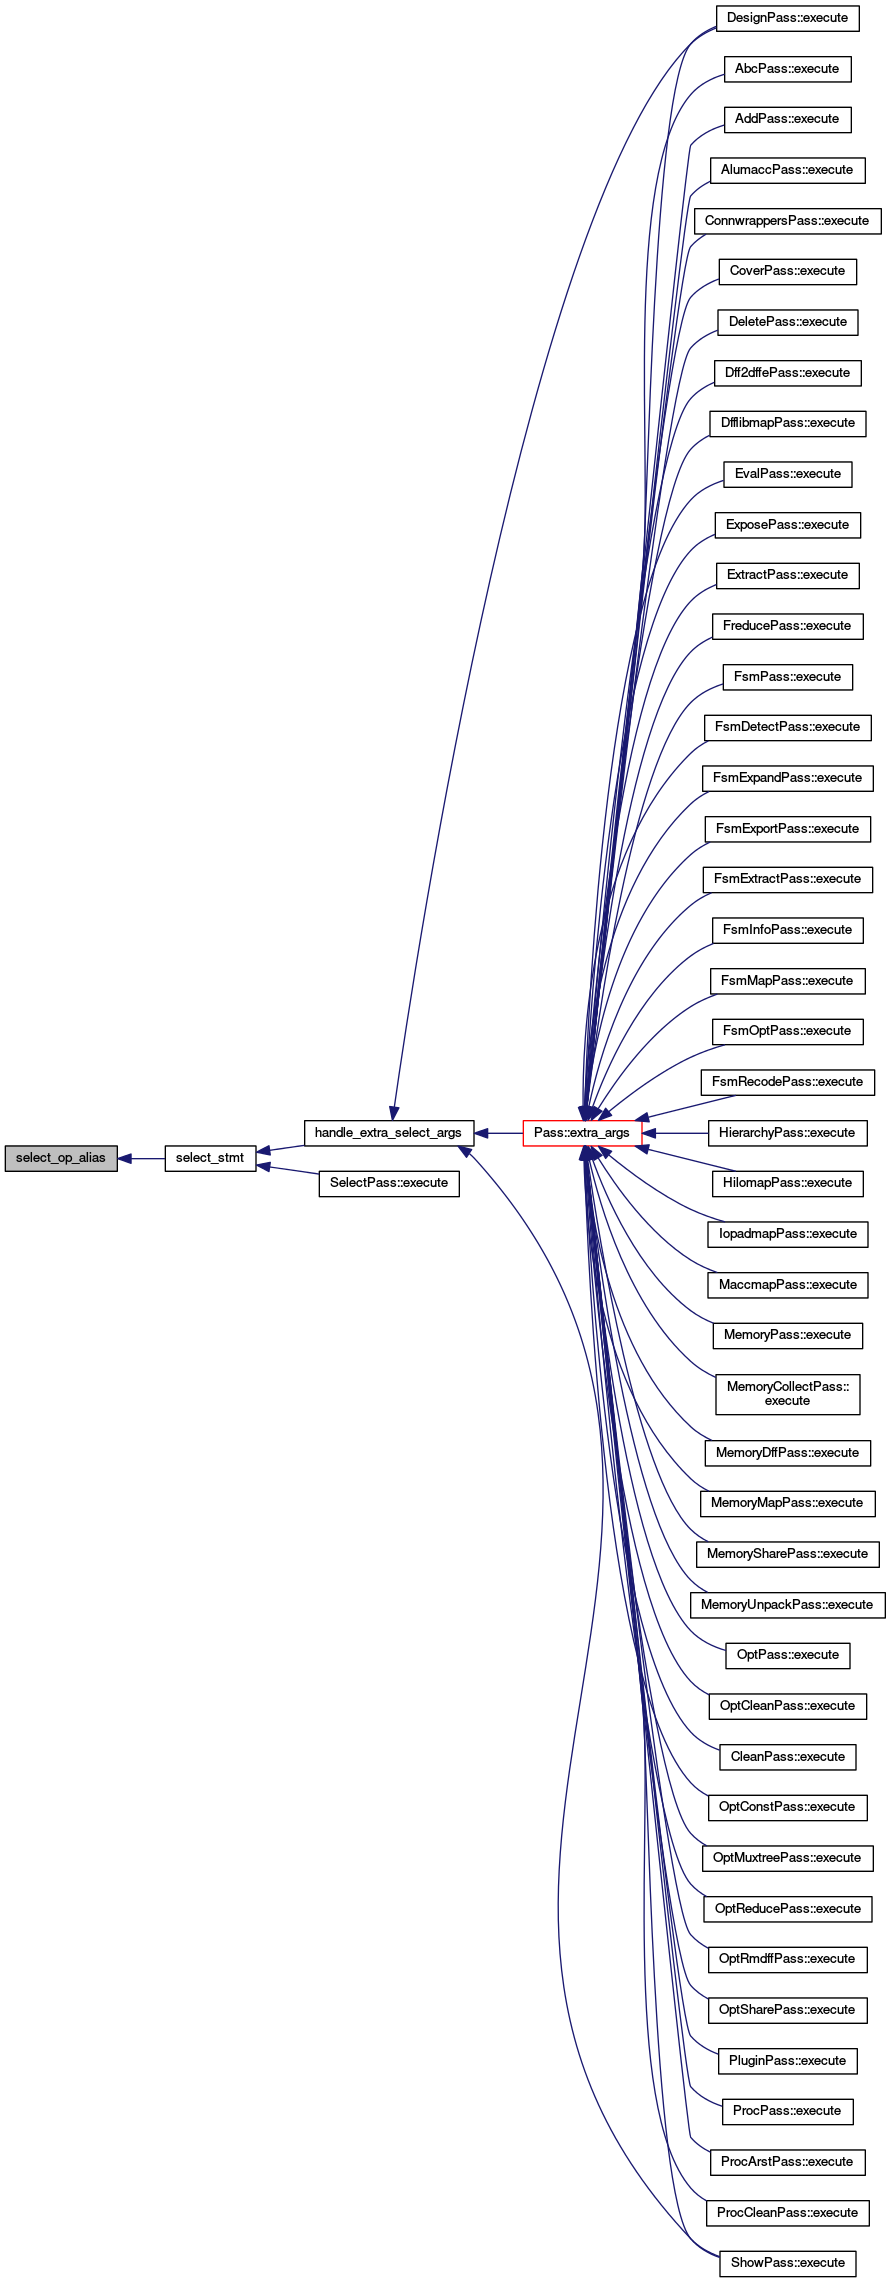 DesignPass::execute
AbcPass::execute
AddPass::execute
AlumaccPass::execute
ConnwrappersPass::execute
CoverPass::execute
DeletePass::execute
Dff2dffePass::execute
DfflibmapPass::execute
EvalPass::execute
ExposePass::execute
ExtractPass::execute
FreducePass::execute
FsmPass::execute
FsmDetectPass::execute
FsmExpandPass::execute
FsmExportPass::execute
FsmExtractPass::execute
FsmInfoPass::execute
FsmMapPass::execute
FsmOptPass::execute
FsmRecodePass::execute
handle_extra_select_args
Pass::extra_args
HierarchyPass::execute
select_op_alias
select_stmt
SelectPass::execute
HilomapPass::execute
IopadmapPass::execute
MaccmapPass::execute
MemoryPass::execute
MemoryCollectPass::
execute
MemoryDffPass::execute
MemoryMapPass::execute
MemorySharePass::execute
MemoryUnpackPass::execute
OptPass::execute
OptCleanPass::execute
CleanPass::execute
OptConstPass::execute
OptMuxtreePass::execute
OptReducePass::execute
OptRmdffPass::execute
OptSharePass::execute
PluginPass::execute
ProcPass::execute
ProcArstPass::execute
ProcCleanPass::execute
ShowPass::execute